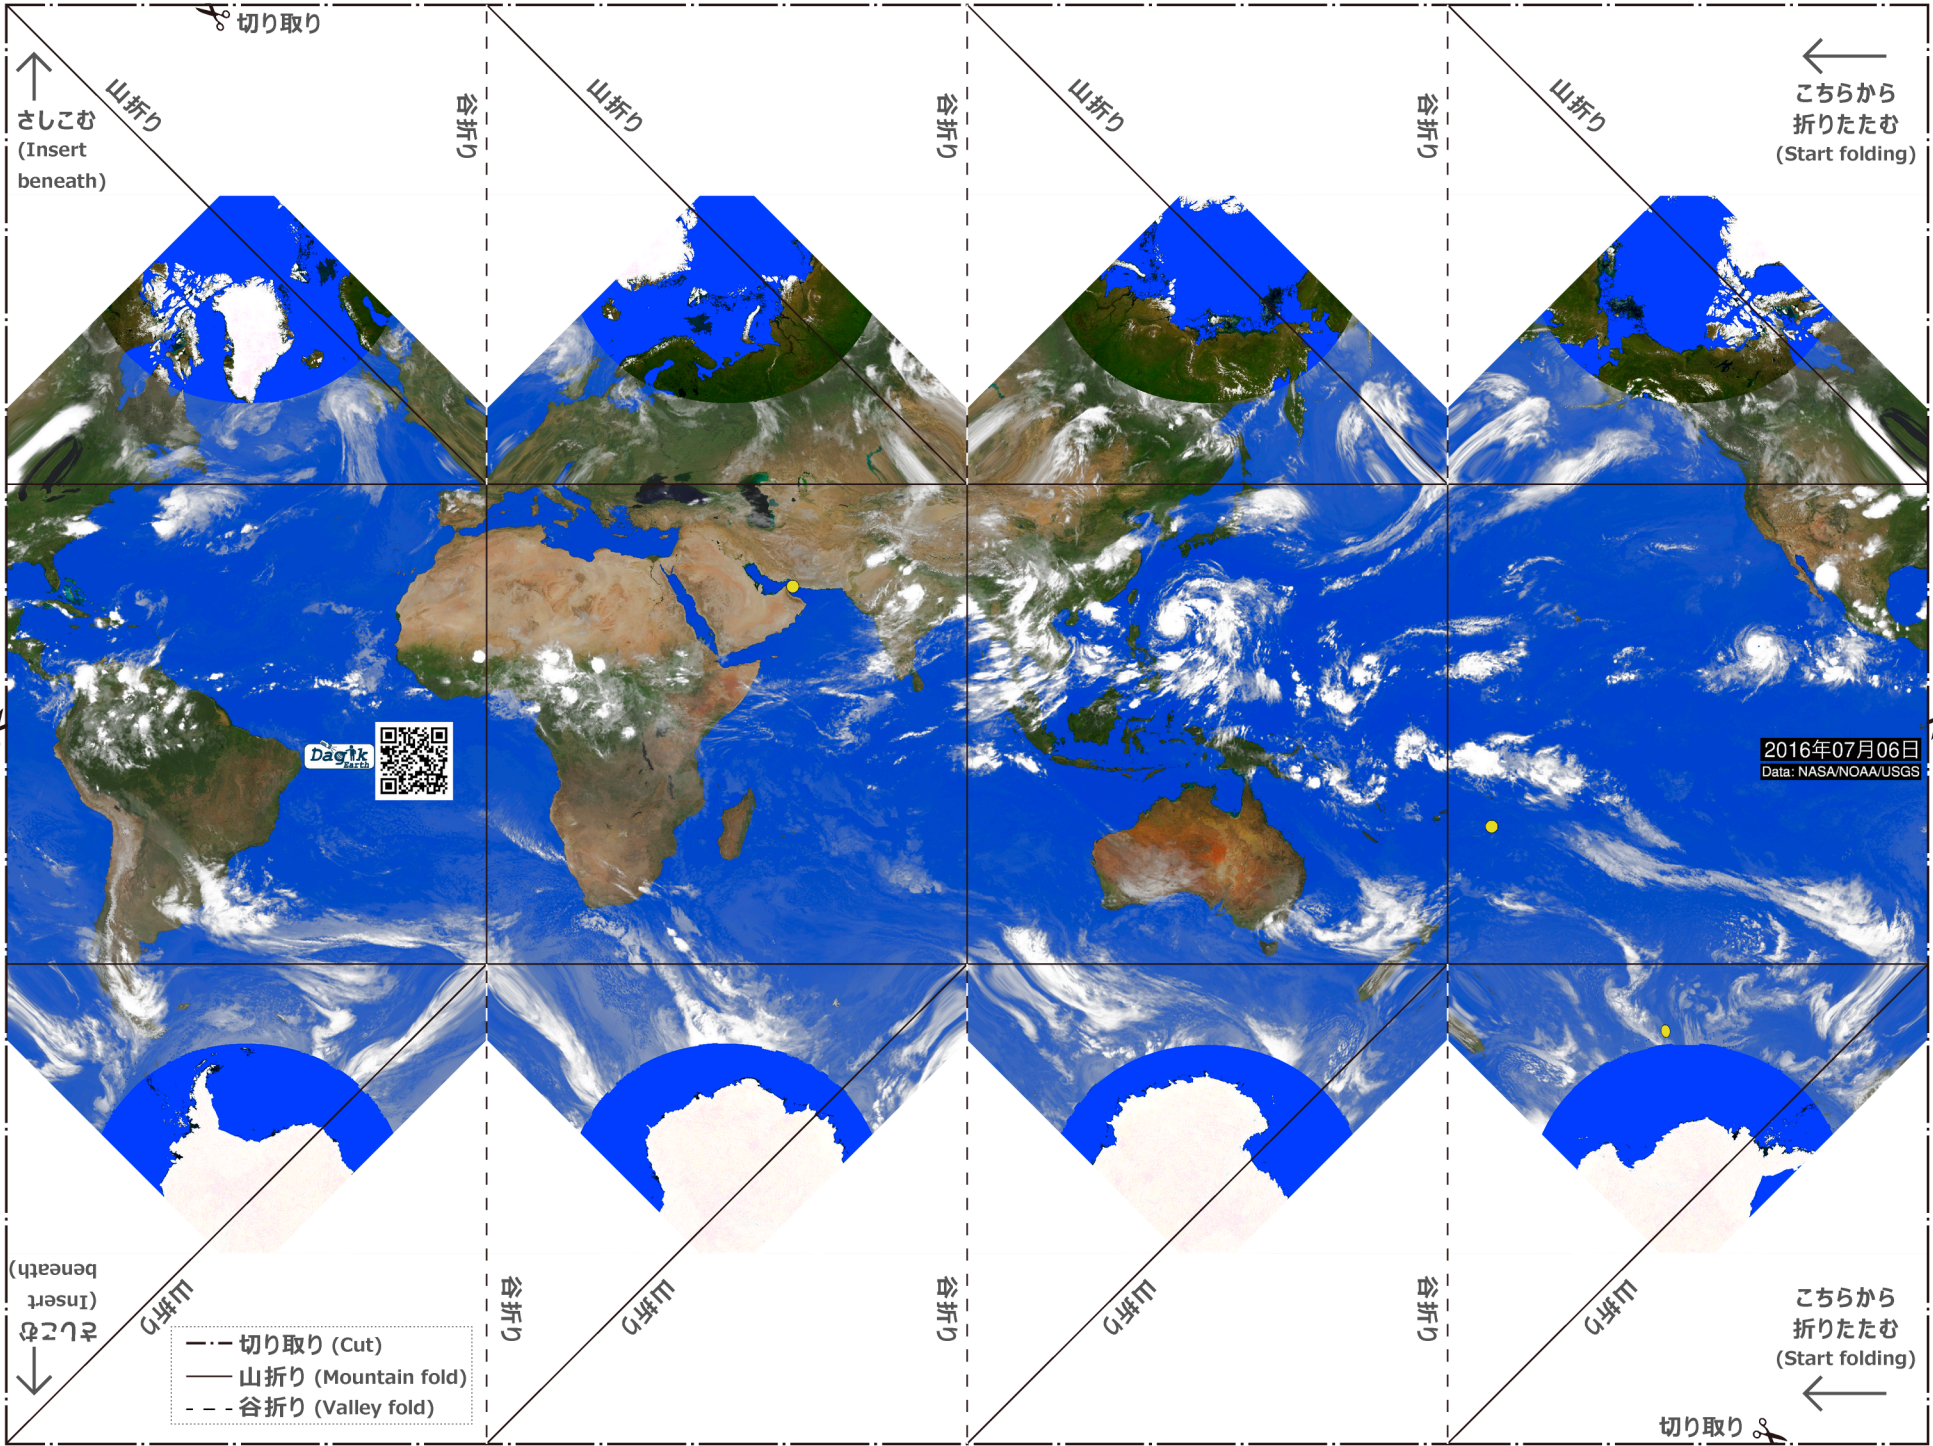 切り取り
山折り
谷折り
山折り
谷折り
山折り
谷折り
山折り
さしこむ
(Insert
beneath)
こちらから
折りたたむ
(Start folding)
Dagik
Earth
2016年07月06日
Data: NASA/NOAA/USGS
さしこむ
(Insert
beneath)
山折り
谷折り
山折り
谷折り
山折り
谷折り
山折り
こちらから
折りたたむ
(Start folding)
切り取り (Cut)
山折り (Mountain fold)
谷折り (Valley fold)
切り取り